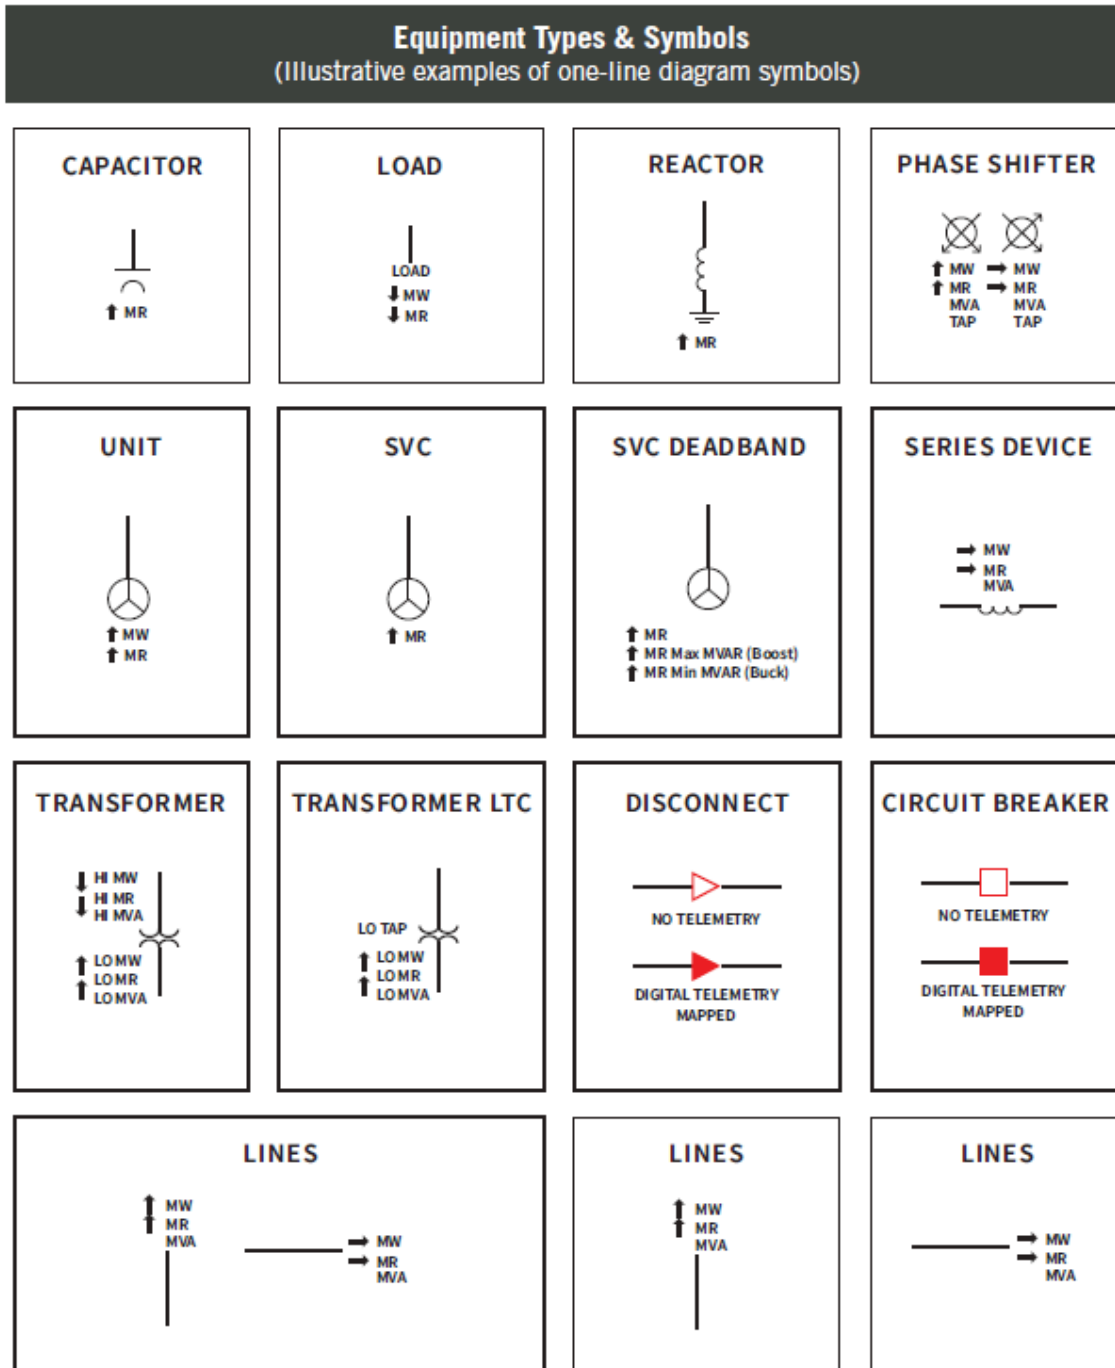 Equipment Types & Symbols
(Illustrative examples of one-line diagram symbols)
CAPACITOR
MR
LOAD
LOAD
MW
MR
REACTOR
MR
PHASE SHIFTER
MW MW
MR MR
MVA MVA
TAP TAP
UNIT
MW
MR
SVC
MR
SVC DEADBAND
MR
MR Max MVAR (Boost)
MR Min MVAR (Buck)
SERIES DEVICE
MW
MR
MVA
TRANSFORMER
HI MW
HI MR
HI MVA
LO MW
LO MR
LO MVA
TRANSFORMER LTC
LO TAP
LO MW
LO MR
LO MVA
DISCONNECT
NO TELEMETRY
DIGITAL TELEMETRY
MAPPED
CIRCUIT BREAKER
NO TELEMETRY
DIGITAL TELEMETRY
MAPPED
LINES
MW
MR
MVA
MW
MR
MVA
LINES
MW
MR
MVA
LINES
MW
MR
MVA